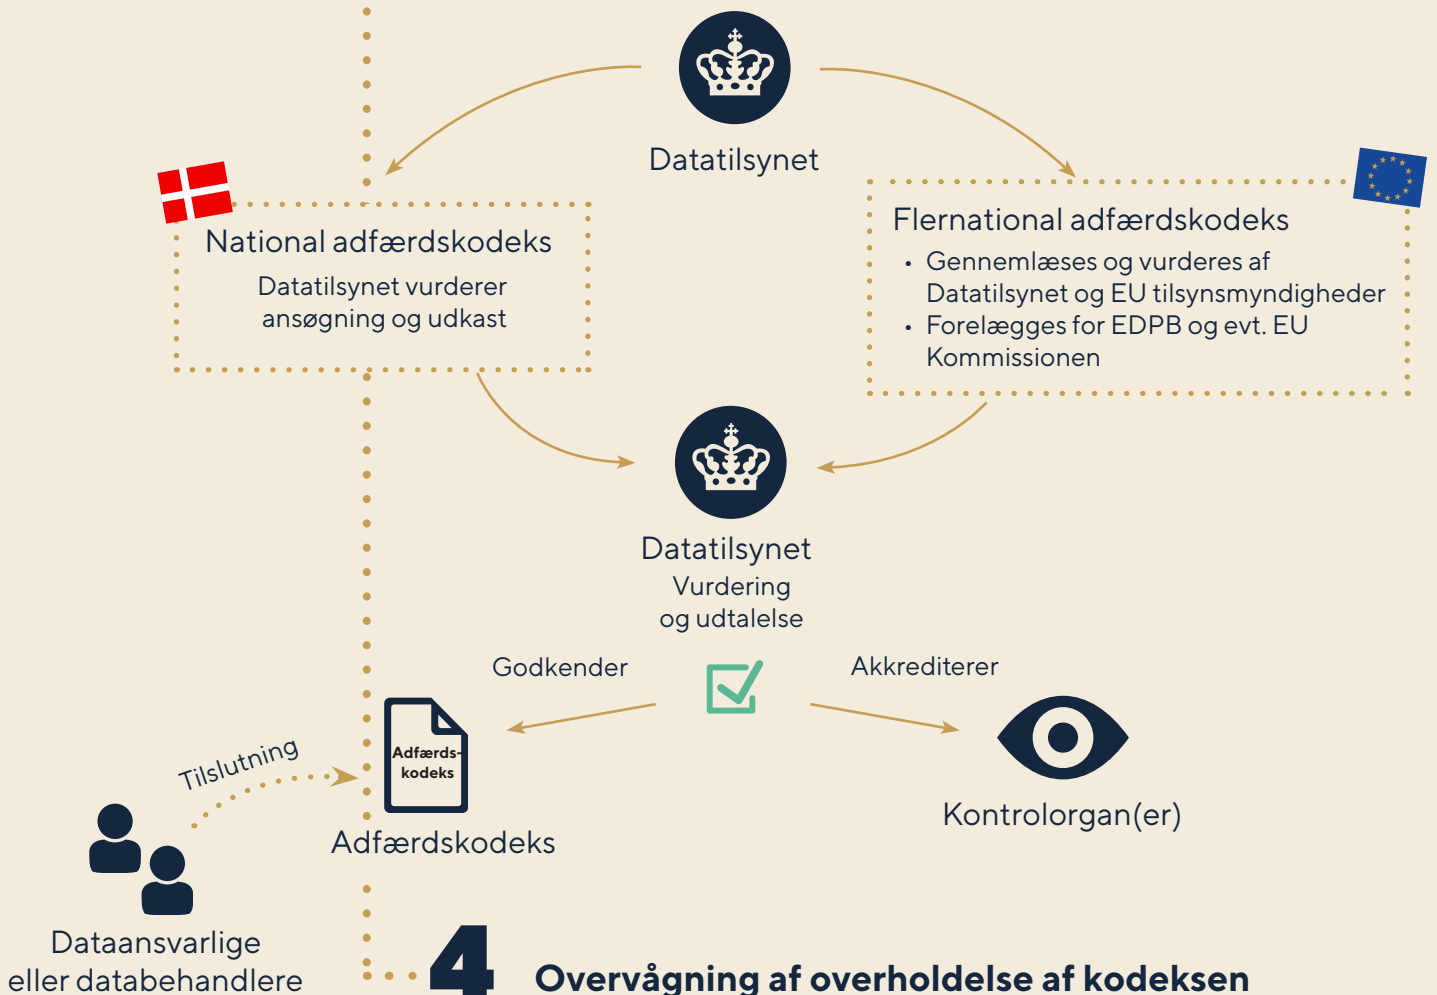 Datatilsynet
National adfærdskodeks
Datatilsynet vurderer
ansøgning og udkast
Flernational adfærdskodeks
• Gennemlæses og vurderes af
Datatilsynet og EU tilsynsmyndigheder
• Forelægges for EDPB og evt. EU
Kommissionen
Datatilsynet
Vurdering
og udtalelse
Godkender
Akkrediterer
Tilslutning
Adfærds-
kodeks
Adfærdskodeks
Kontrolorgan(er)
Dataansvarlige
eller databehandlere
4 Overvågning af overholdelse af kodeksen